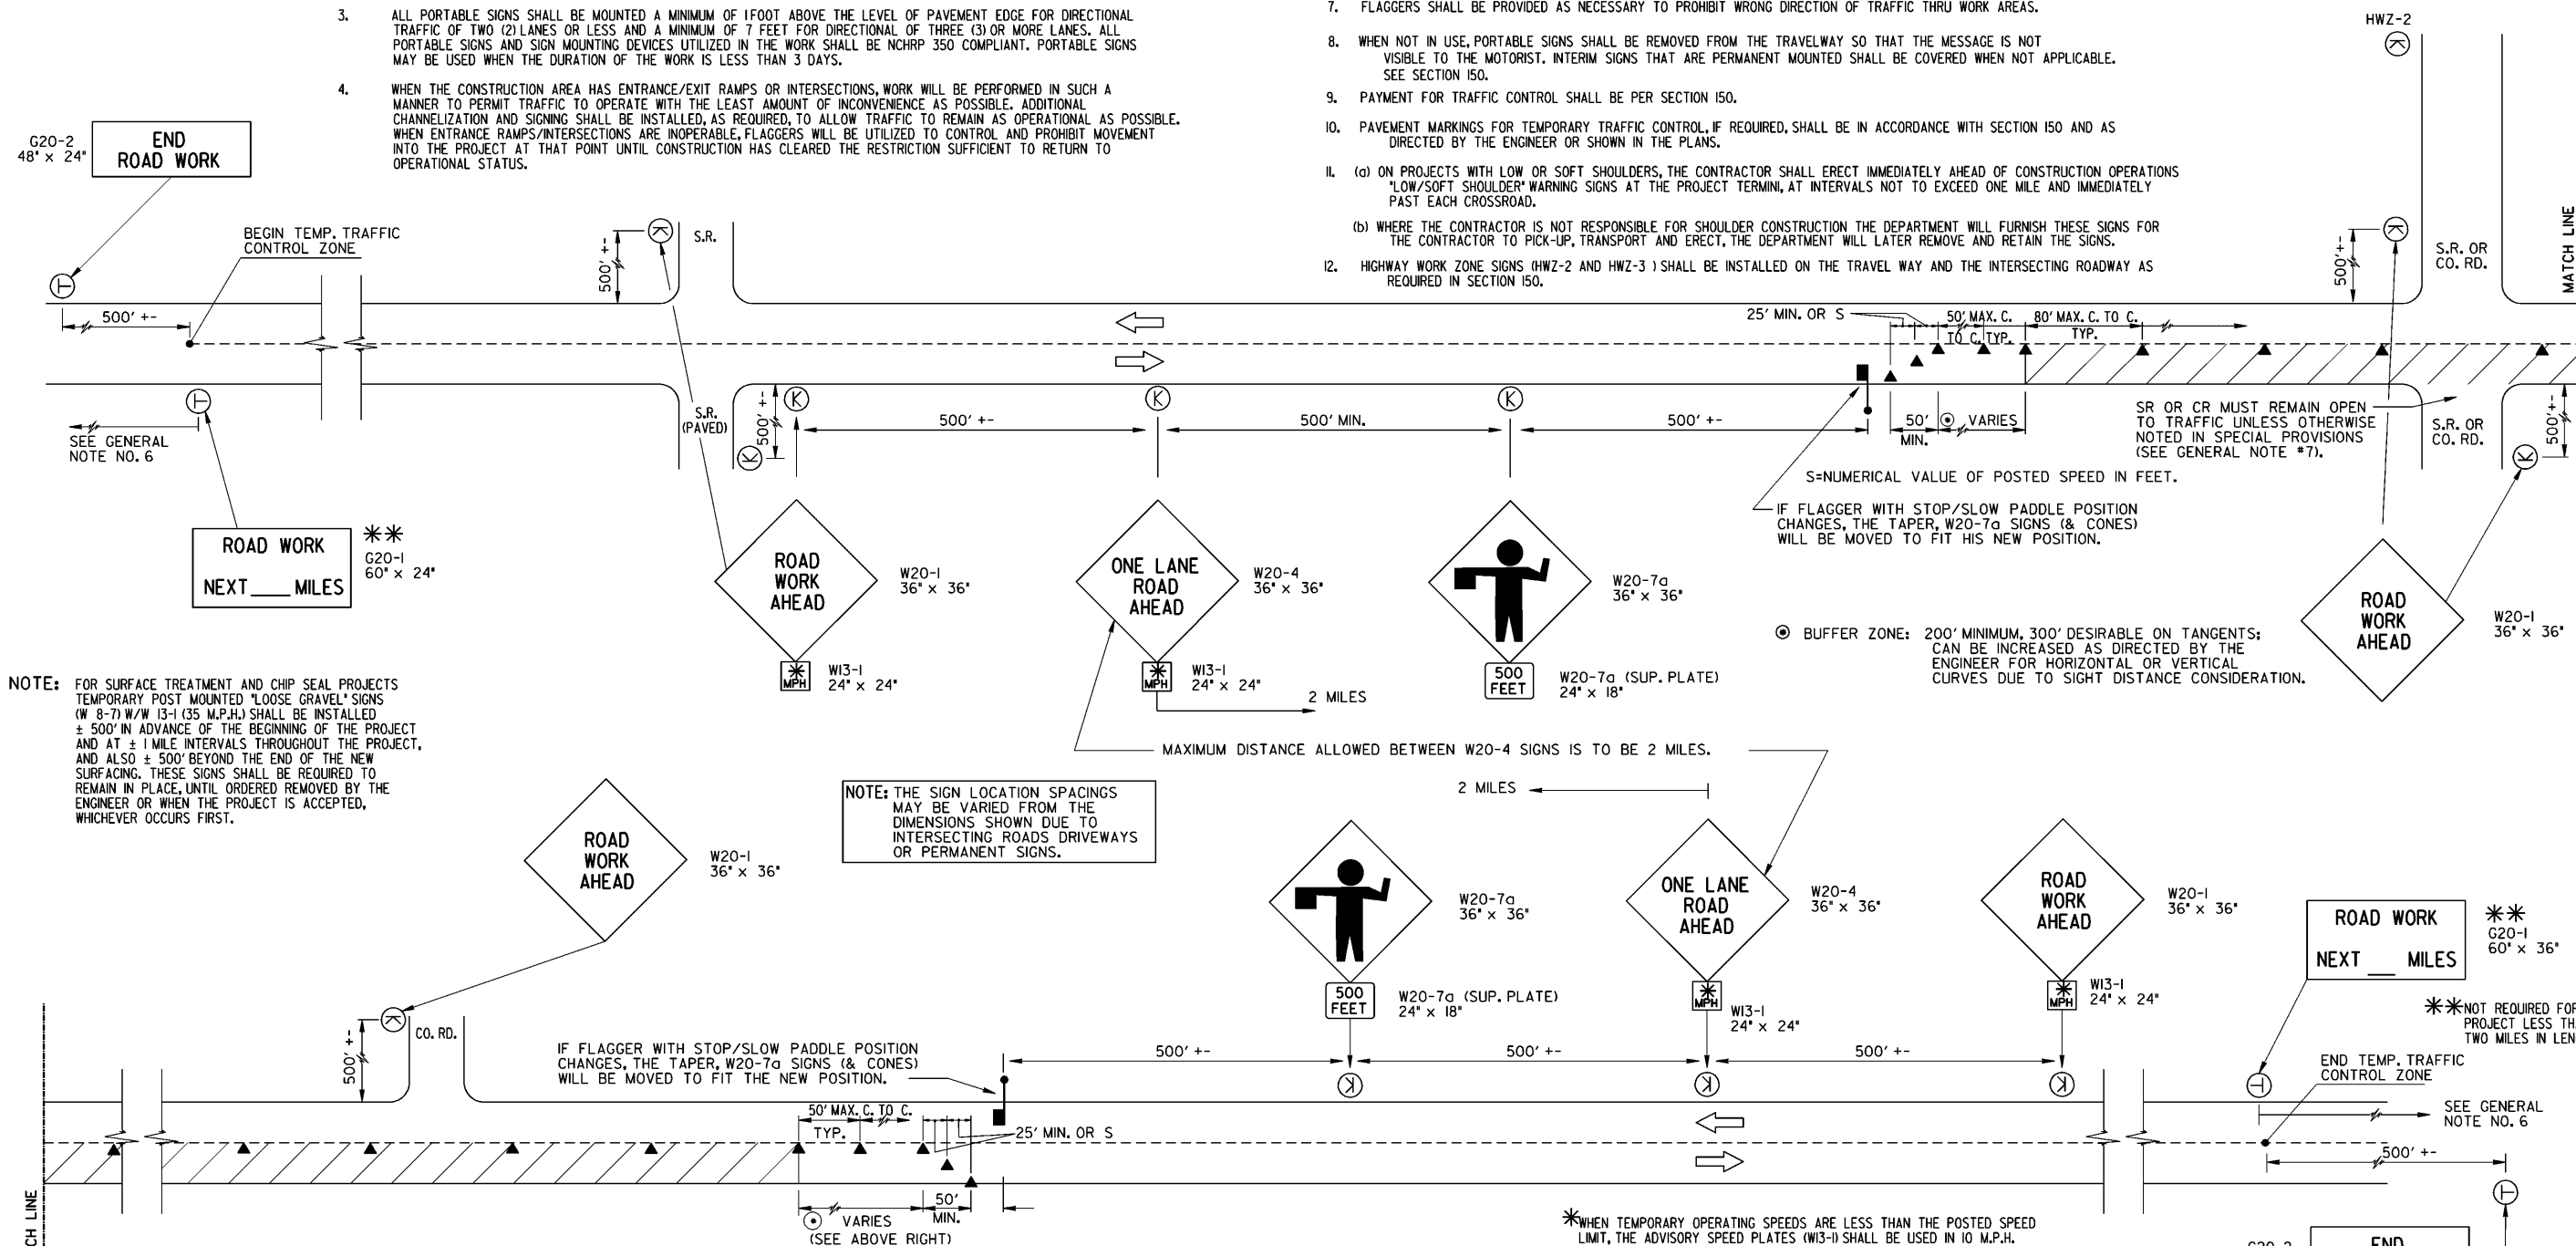 3. ALL PORTABLE SIGNS SHALL BE MOUNTED A MINIMUM OF 1FOOT ABOVE THE LEVEL OF PAVEMENT EDGE FOR DIRECTIONAL
TRAFFIC OF TWO (2) LANES OR LESS AND A MINIMUM OF 7 FEET FOR DIRECTIONAL OF THREE (3) OR MORE LANES. ALL
PORTABLE SIGNS AND SIGN MOUNTING DEVICES UTILIZED IN THE WORK SHALL BE NCHRP 350 COMPLIANT. PORTABLE SIGNS
MAY BE USED WHEN THE DURATION OF THE WORK IS LESS THAN 3 DAYS.
4. WHEN THE CONSTRUCTION AREA HAS ENTRANCE/EXIT RAMPS OR INTERSECTIONS, WORK WILL BE PERFORMED IN SUCH A
MANNER TO PERMIT TRAFFIC TO OPERATE WITH THE LEAST AMOUNT OF INCONVENIENCE AS POSSIBLE. ADDITIONAL
CHANNELIZATION AND SIGNING SHALL BE INSTALLED, AS REQUIRED, TO ALLOW TRAFFIC TO REMAIN AS OPERATIONAL AS POSSIBLE.
WHEN ENTRANCE RAMPS/INTERSECTIONS ARE INOPERABLE, FLAGGERS WILL BE UTILIZED TO CONTROL AND PROHIBIT MOVEMENT
INTO THE PROJECT AT THAT POINT UNTIL CONSTRUCTION HAS CLEARED THE RESTRICTION SUFFICIENT TO RETURN TO
OPERATIONAL STATUS.
7. FLAGGERS SHALL BE PROVIDED AS NECESSARY TO PROHIBIT WRONG DIRECTION OF TRAFFIC THRU WORK AREAS.
8. WHEN NOT IN USE, PORTABLE SIGNS SHALL BE REMOVED FROM THE TRAVELWAY SO THAT THE MESSAGE IS NOT
VISIBLE TO THE MOTORIST. INTERIM SIGNS THAT ARE PERMANENT MOUNTED SHALL BE COVERED WHEN NOT APPLICABLE.
SEE SECTION 150.
9. PAYMENT FOR TRAFFIC CONTROL SHALL BE PER SECTION 150.
10. PAVEMENT MARKINGS FOR TEMPORARY TRAFFIC CONTROL, IF REQUIRED, SHALL BE IN ACCORDANCE WITH SECTION 150 AND AS
DIRECTED BY THE ENGINEER OR SHOWN IN THE PLANS.
11. (a) ON PROJECTS WITH LOW OR SOFT SHOULDERS, THE CONTRACTOR SHALL ERECT IMMEDIATELY AHEAD OF CONSTRUCTION OPERATIONS
"LOW/SOFT SHOULDER" WARNING SIGNS AT THE PROJECT TERMINI, AT INTERVALS NOT TO EXCEED ONE MILE AND IMMEDIATELY
PAST EACH CROSSROAD.
(b) WHERE THE CONTRACTOR IS NOT RESPONSIBLE FOR SHOULDER CONSTRUCTION THE DEPARTMENT WILL FURNISH THESE SIGNS FOR
THE CONTRACTOR TO PICK-UP, TRANSPORT AND ERECT, THE DEPARTMENT WILL LATER REMOVE AND RETAIN THE SIGNS.
12. HIGHWAY WORK ZONE SIGNS (HWZ-2 AND HWZ-3 ) SHALL BE INSTALLED ON THE TRAVEL WAY AND THE INTERSECTING ROADWAY AS
REQUIRED IN SECTION 150.
HWZ-2
K
G20-2
48" x 24"
END
ROAD WORK
BEGIN TEMP. TRAFFIC
CONTROL ZONE
T
500' +-
500' +-
K
S.R.
25' MIN. OR S
50' MAX. C.
TO C. TYP.
80' MAX. C. TO C.
TYP.
500'+-
K
S.R. OR
CO. RD.
MATCH LINE
T
SEE GENERAL
NOTE NO. 6
S.R.
(PAVED)
500' +-
K
K
500' +-
K
500' MIN.
K
500' +-
50'
MIN.
VARIES
SR OR CR MUST REMAIN OPEN
TO TRAFFIC UNLESS OTHERWISE
NOTED IN SPECIAL PROVISIONS
(SEE GENERAL NOTE #7).
S.R. OR
CO. RD.
500'+-
K
S=NUMERICAL VALUE OF POSTED SPEED IN FEET.
IF FLAGGER WITH STOP/SLOW PADDLE POSITION
CHANGES, THE TAPER, W20-7a SIGNS (& CONES)
WILL BE MOVED TO FIT HIS NEW POSITION.
ROAD WORK
NEXT ___ MILES
**
G20-1
60" x 24"
ROAD
WORK
AHEAD
W20-1
36" x 36"
* MPH
W13-1
24" x 24"
ONE LANE
ROAD
AHEAD
W20-4
36" x 36"
* MPH
W13-1
24" x 24"
2 MILES
W20-7a
36" x 36"
500
FEET
W20-7a (SUP. PLATE)
24" x 18"
BUFFER ZONE: 200' MINIMUM, 300' DESIRABLE ON TANGENTS;
CAN BE INCREASED AS DIRECTED BY THE
ENGINEER FOR HORIZONTAL OR VERTICAL
CURVES DUE TO SIGHT DISTANCE CONSIDERATION.
ROAD
WORK
AHEAD
W20-1
36" x 36"
NOTE: FOR SURFACE TREATMENT AND CHIP SEAL PROJECTS
TEMPORARY POST MOUNTED "LOOSE GRAVEL" SIGNS
(W 8-7) W/W 13-1 (35 M.P.H.) SHALL BE INSTALLED
± 500' IN ADVANCE OF THE BEGINNING OF THE PROJECT
AND AT ± 1 MILE INTERVALS THROUGHOUT THE PROJECT,
AND ALSO ± 500' BEYOND THE END OF THE NEW
SURFACING. THESE SIGNS SHALL BE REQUIRED TO
REMAIN IN PLACE, UNTIL ORDERED REMOVED BY THE
ENGINEER OR WHEN THE PROJECT IS ACCEPTED,
WHICHEVER OCCURS FIRST.
MAXIMUM DISTANCE ALLOWED BETWEEN W20-4 SIGNS IS TO BE 2 MILES.
NOTE: THE SIGN LOCATION SPACINGS
MAY BE VARIED FROM THE
DIMENSIONS SHOWN DUE TO
INTERSECTING ROADS DRIVEWAYS
OR PERMANENT SIGNS.
2 MILES
ROAD
WORK
AHEAD
W20-1
36" x 36"
W20-7a
36" x 36"
500
FEET
W20-7a (SUP. PLATE)
24" x 18"
ONE LANE
ROAD
AHEAD
W20-4
36" x 36"
* MPH
W13-1
24" x 24"
ROAD
WORK
AHEAD
W20-1
36" x 36"
* MPH
W13-1
24" x 24"
ROAD WORK
NEXT ___ MILES
**
G20-1
60" x 36"
**NOT REQUIRED FOR
PROJECT LESS TH
TWO MILES IN LEN
500' +-
K
CO. RD.
IF FLAGGER WITH STOP/SLOW PADDLE POSITION
CHANGES, THE TAPER, W20-7a SIGNS (& CONES)
WILL BE MOVED TO FIT THE NEW POSITION.
500' +-
K
500' +-
K
500' +-
K
T
END TEMP. TRAFFIC
CONTROL ZONE
SEE GENERAL
NOTE NO. 6
50' MAX. C. TO C.
TYP.
25' MIN. OR S
500' +-
T
CH LINE
VARIES
(SEE ABOVE RIGHT)
50'
MIN.
*WHEN TEMPORARY OPERATING SPEEDS ARE LESS THAN THE POSTED SPEED
LIMIT, THE ADVISORY SPEED PLATES (W13-1) SHALL BE USED IN 10 M.P.H.
G20-2
END